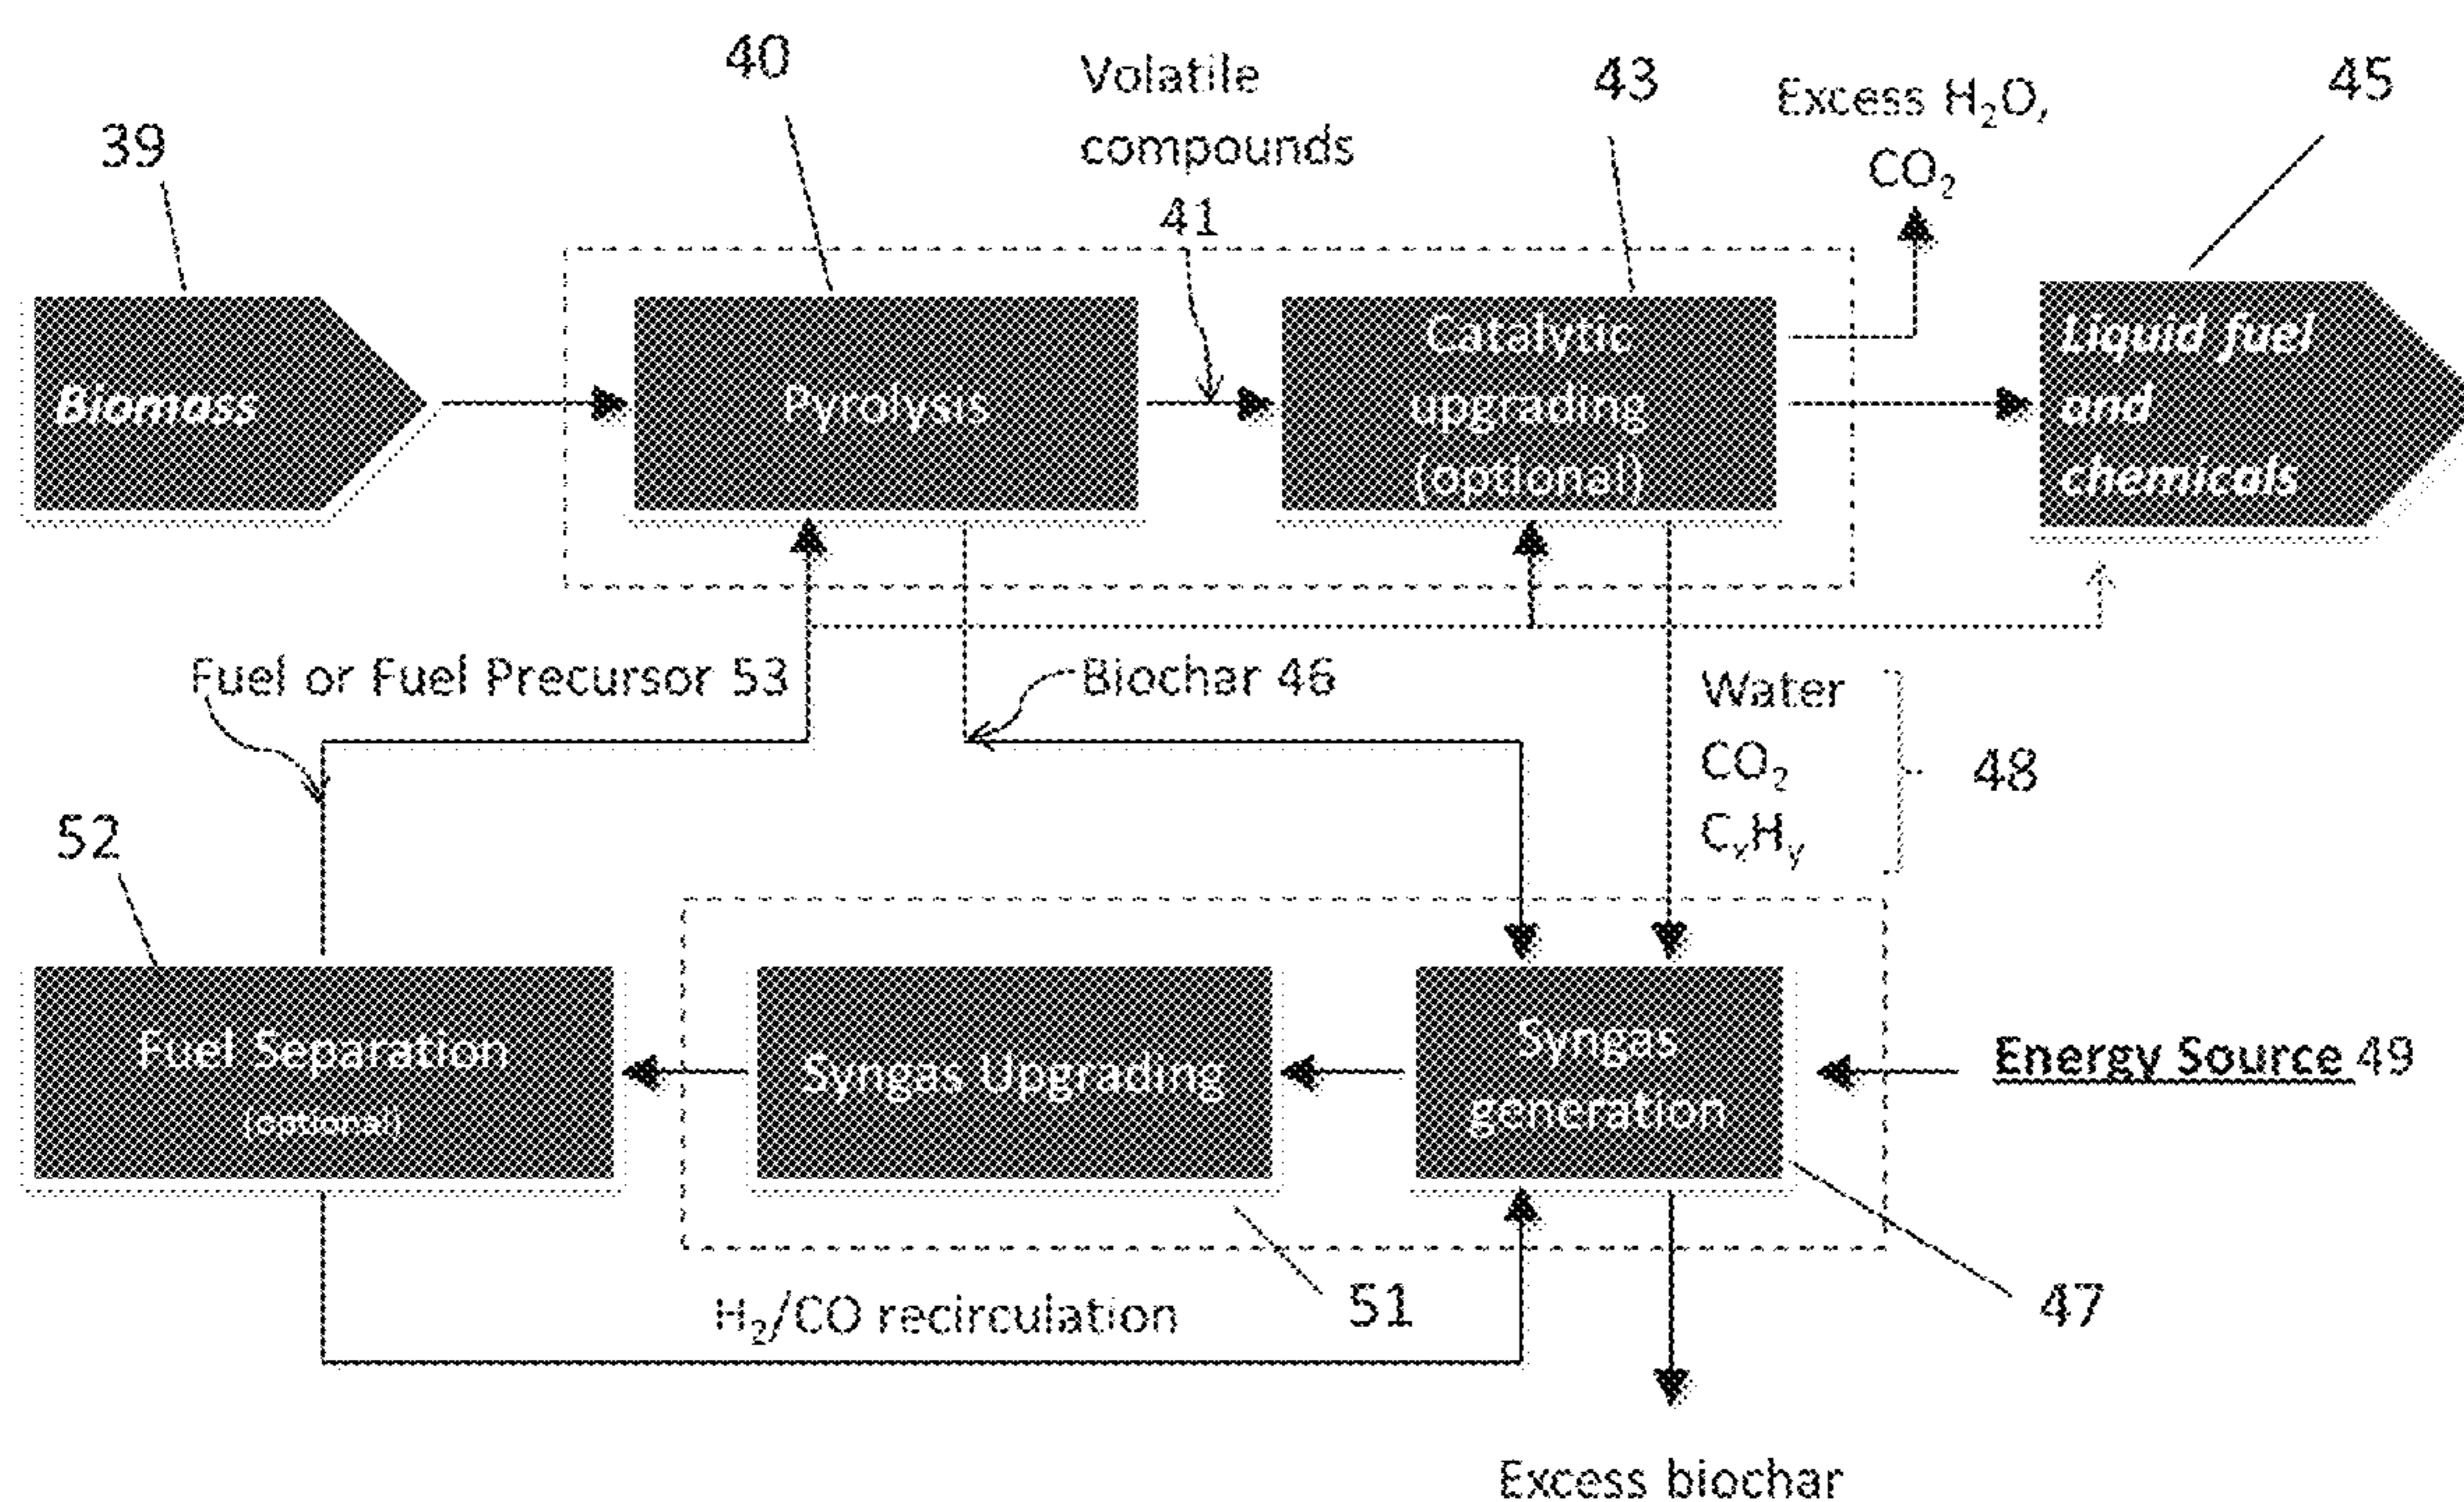 40
Volatile
compounds
41
43
Excess H₂O,
CO₂
45
39
Biomass
Pyrolysis
Catalytic
upgrading
(optional)
Liquid fuel
and
chemicals
Fuel or Fuel Precursor 53
Biochar 46
Water
CO₂
CₓHᵧ
48
52
Fuel Separation
(optional)
Syngas Upgrading
Syngas
generation
Energy Source 49
H₂/CO recirculation
51
47
Excess biochar